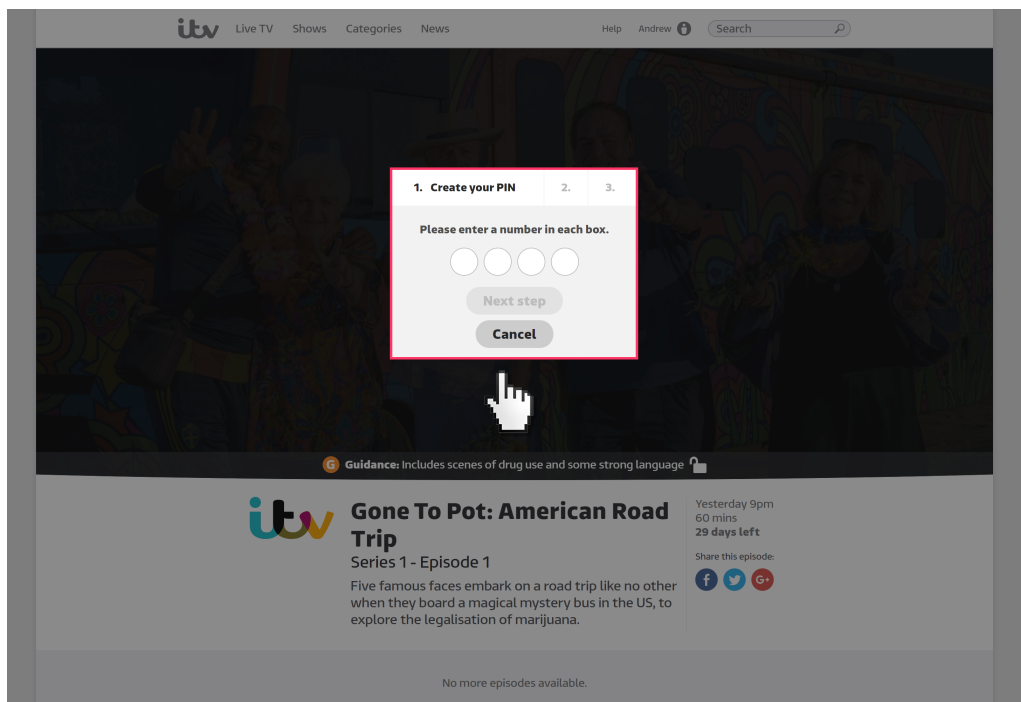 itv Live TV Shows Categories News Help Andrew Search
1. Create your PIN 2. 3.
Please enter a number in each box.
Next step
Cancel
G Guidance: Includes scenes of drug use and some strong language
itv
Gone To Pot: American Road
Trip
Series 1 - Episode 1
Five famous faces embark on a road trip like no other
when they board a magical mystery bus in the US, to
explore the legalisation of marijuana.
Yesterday 9pm
60 mins
29 days left
Share this episode:
f G+
No more episodes available.